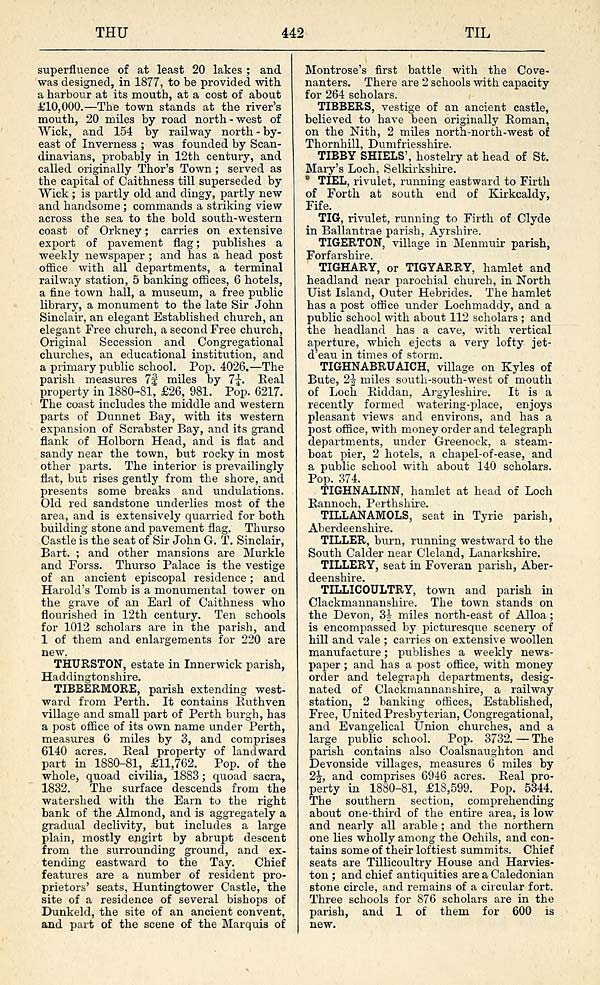 THU 442 TIL
superfluence of at least 20 lakes ; and
was designed, in 1877, to be provided with
a harbour at its mouth, at a cost of about
£10,000.—The town stands at the river's
mouth, 20 miles by road north-west of
Wick, and 154 by railway north-by-
east of Inverness ; was founded by Scan-
dinavians, probably in 12th century, and
called originally Thor's Town ; served as
the capital of Caithness till superseded by
Wick ; is partly old and dingy, partly new
and handsome ; commands a striking view
across the sea to the bold south-western
coast of Orkney ; carries on extensive
export of pavement flag ; publishes a
weekly newspaper ; and has a head post
office with all departments, a terminal
railway station, 5 banking offices, 6 hotels,
a fine town hall, a museum, a free public
library, a monument to the late Sir John
Sinclair, an elegant Established church, an
elegant Free church, a second Free church,
Original Secession and Congregational
churches, an educational institution, and
a primary public school. Pop. 4026.—The
parish measures 7¾ miles by 7¼. Real
property in 1880-81, £26, 981. Pop. 6217.
The coast includes the middle and western
parts of Dunnet Bay, with its western
expansion of Scrabster Bay, and its grand
flank of Holborn Head, and is flat and
sandy near the town, but rocky in most
other parts. The interior is prevailingly
flat, but rises gently from the shore, and
presents some breaks and undulations.
Old red sandstone underlies most of the
area, and is extensively quarried for both
building stone and pavement flag. Thurso
Castle is the seat of Sir John G. T. Sinclair,
Bart. ; and other mansions are Murkle
and Forss. Thurso Palace is the vestige
of an ancient episcopal residence ; and
Harold's Tomb is a monumental tower on
the grave of an Earl of Caithness who
flourished in 12th century. Ten schools
for 1012 scholars are in the parish, and
1 of them and enlargements for 220 are
new.
THURSTON, estate in Innerwick parish,
Haddingtonshire.
TIBBERMORE, parish extending west-
ward from Perth. It contains Ruthven
village and small part of Perth burgh, has
a post office of its own name under Perth,
measures 6 miles by 3, and comprises
6140 acres. Real property of landward
part in 1880-81, £11,762. Pop. of the
whole, quoad civilia, 1883 ; quoad sacra,
1832. The surface descends from the
watershed with the Earn to the right
bank of the Almond, and is aggregately a
gradual declivity, but includes a large
plain, mostly engirt by abrupt descent
from the surrounding ground, and ex-
tending eastward to the Tay. Chief
features are a number of resident pro-
prietors' seats, Huntingtower Castle, the
site of a residence of several bishops of
Dunkeld, the site of an ancient convent,
and part of the scene of the Marquis of
Montrose's first battle with the Cove-
nanters. There are 2 schools with capacity
for 264 scholars.
TIBBERS, vestige of an ancient castle,
believed to have been originally Roman,
on the Nith, 2 miles north-north-west of
Thornhill, Dumfriesshire.
TIBBY SHIELS', hostelry at head of St.
Mary's Loch, Selkirkshire.
TIEL, rivulet, running eastward to Firth
of Forth at south end of Kirkcaldy,
Fife.
TIG, rivulet, running to Firth of Clyde
in Ballantrae parish, Ayrshire.
TIGERTON, village in Menmuir parish,
Forfarshire.
TIGHARY, or TIGYARRY, hamlet and
headland near parochial church, in North
Uist Island, Outer Hebrides. The hamlet
has a post office under Lochmaddy, and a
public school with about 112 scholars ; and
the headland has a cave, with vertical
aperture, which ejects a very lofty jet-
d'eau in times of storm.
TIGHNABRUAICH, village on Kyles of
Bute, 2½ miles south-south-west of mouth
of Loch Riddan, Argyleshire. It is a
recently formed watering-place, enjoys
pleasant views and environs, and has a
post office, with money order and telegraph
departments, under Greenock, a steam-
boat pier, 2 hotels, a chapel-of-ease, and
a public school with about 140 scholars.
Pop. 374.
TIGHNALINN, hamlet at head of Loch
Rannoch, Perthshire.
TILLANAMOLS, seat in Tyrie parish,
Aberdeenshire.
TILLER, burn, running westward to the
South Calder near Cleland, Lanarkshire.
TILLERY, seat in Foveran parish, Aber-
deenshire.
TILLICOULTRY, town and parish in
Clackmannanshire. The town stands on
the Devon, 3½ miles north-east of Alloa ;
is encompassed by picturesque scenery of
hill and vale ; carries on extensive woollen
manufacture ; publishes a weekly news-
paper ; and has a post office, with money
order and telegraph departments, desig-
nated of Clackmannanshire, a railway
station, 2 banking offices, Established,
Free, United Presbyterian, Congregational,
and Evangelical Union churches, and a
large public school. Pop. 3732.—The
parish contains also Coalsnaughton and
Devonside villages, measures 6 miles by
2½, and comprises 6946 acres. Real pro-
perty in 1880-81, £18,599. Pop. 5344.
The southern section, comprehending
about one-third of the entire area, is low
and nearly all arable ; and the northern
one lies wholly among the Ochils, and con-
tains some of their loftiest summits. Chief
seats are Tillicoultry House and Harvies-
ton ; and chief antiquities are a Caledonian
stone circle, and remains of a circular fort.
Three schools for 876 scholars are in the
parish, and 1 of them for 600 is
new.